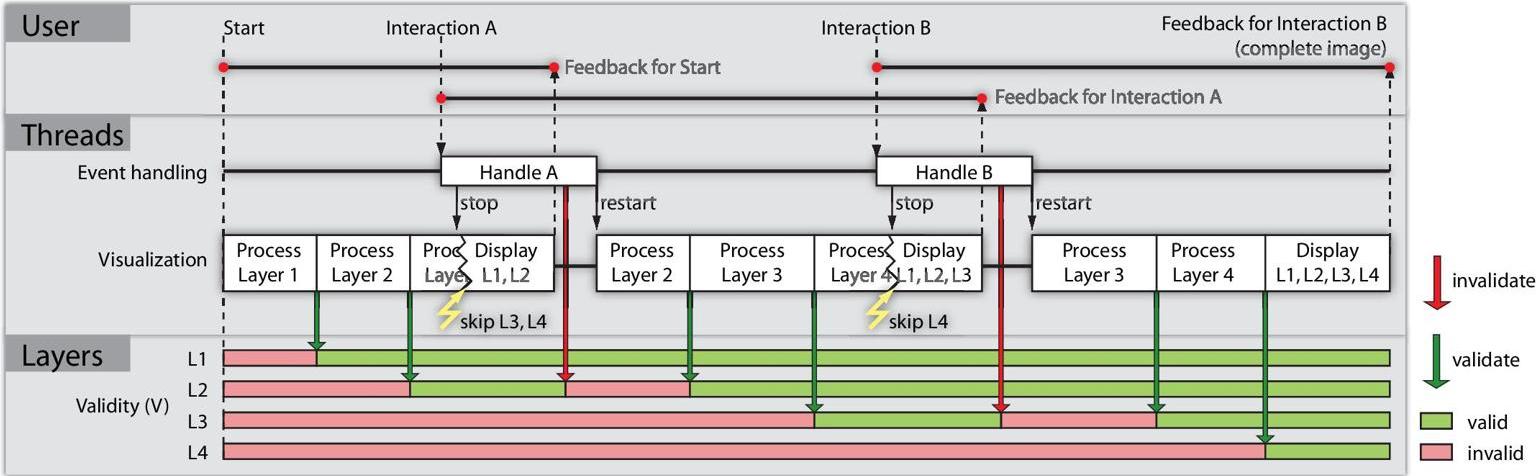 User
Start
Interaction A
Interaction B
Feedback for Interaction B
(complete image)
Feedback for Start
Feedback for Interaction A
Threads
Event handling
Handle A
Handle B
stop
restart
stop
restart
Visualization
Process
Layer 1
Process
Layer 2
Proc
Laye
Display
L1, L2
Process
Layer 2
Process
Layer 3
Proces
Layer 4
Display
L1, L2, L3
Process
Layer 3
Process
Layer 4
Display
L1, L2, L3, L4
skip L3, L4
skip L4
invalidate
validate
valid
invalid
Layers
Validity (V)
L1
L2
L3
L4